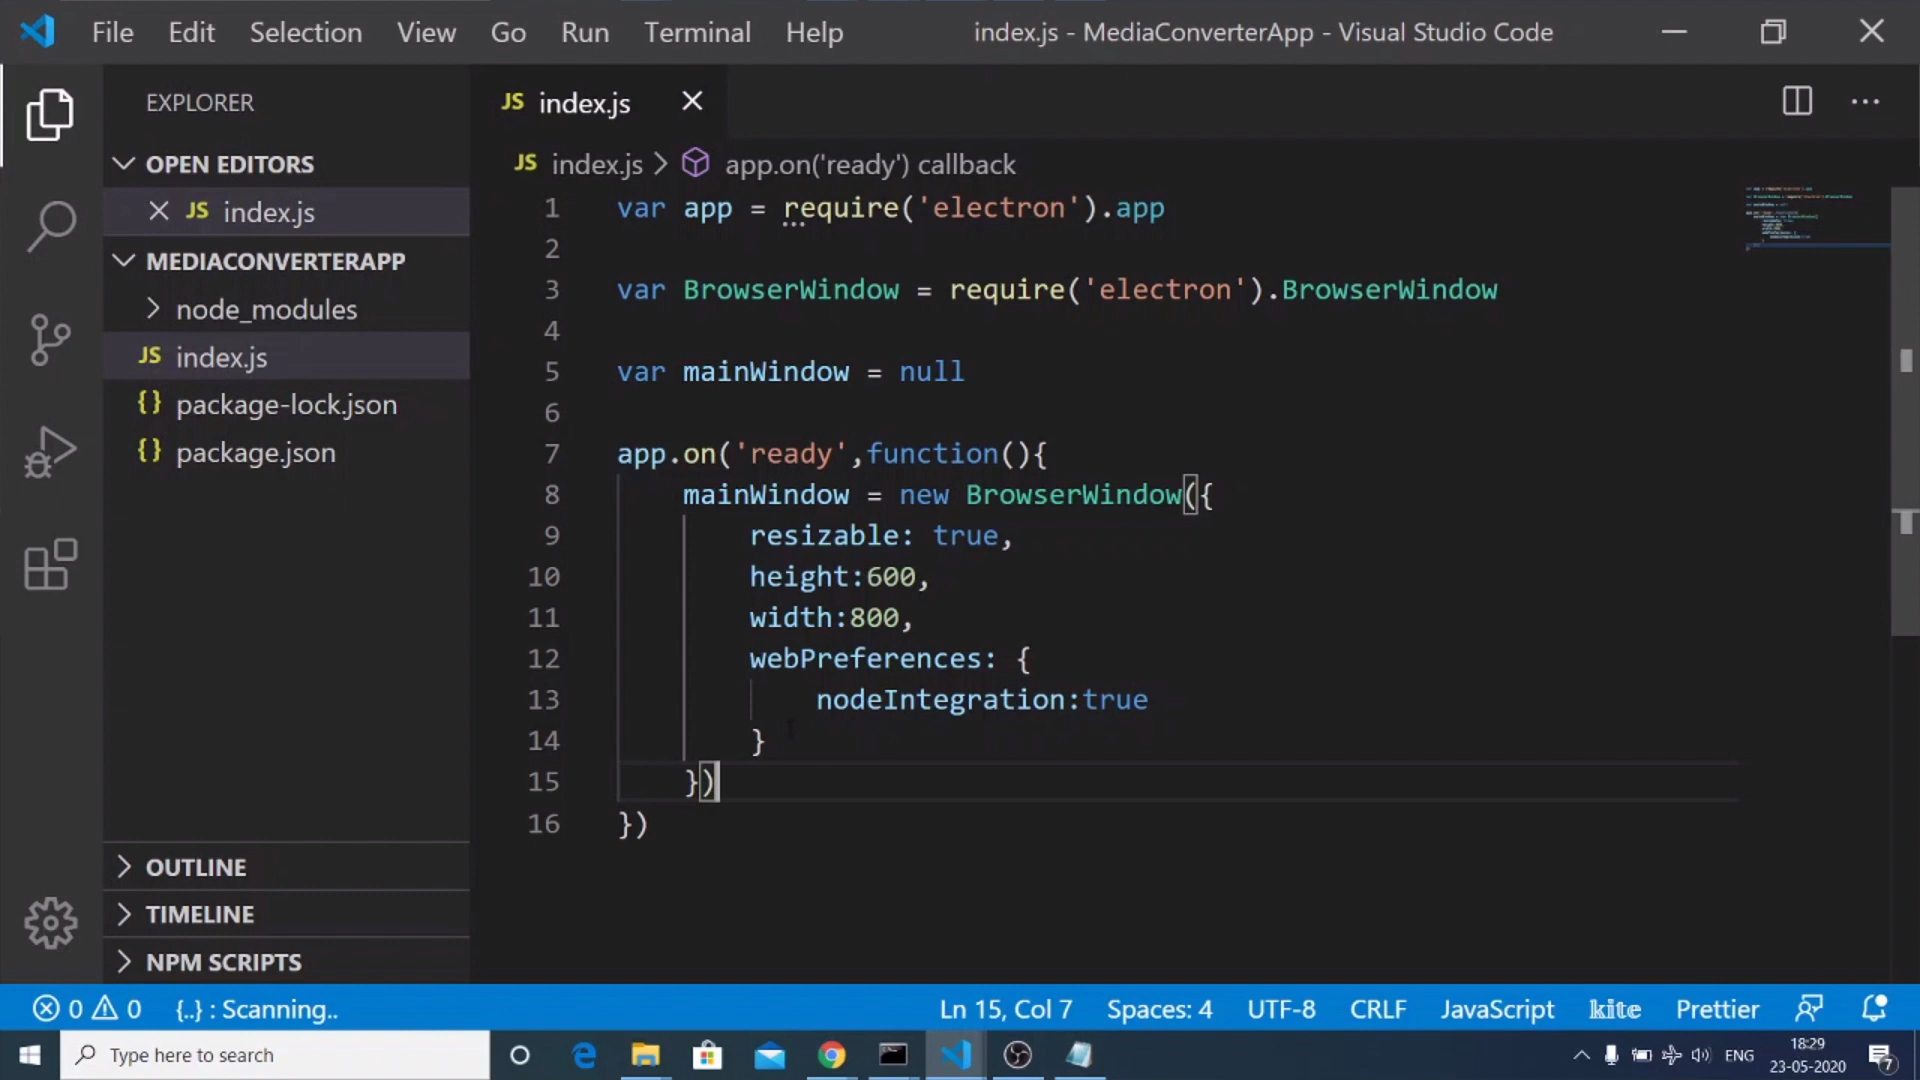 File Edit Selection View Go Run Terminal Help index.js - MediaConverterApp - Visual Studio Code
EXPLORER
OPEN EDITORS
JS index.js
MEDIACONVERTERAPP
node_modules
JS index.js
{} package-lock.json
{} package.json
OUTLINE
TIMELINE
NPM SCRIPTS
JS index.js
JS index.js app.on('ready') callback
1 var app = require('electron').app
2
3 var BrowserWindow = require('electron').BrowserWindow
4
5 var mainWindow = null
6
7 app.on('ready',function(){
8 mainWindow = new BrowserWindow({
9 resizable: true,
10 height:600,
11 width:800,
12 webPreferences: {
13 nodeIntegration:true
14 }
15 })
16 })
0 0 {..} : Scanning.. Ln 15, Col 7 Spaces: 4 UTF-8 CRLF JavaScript kite Prettier
Type here to search ENG 18:29
23-05-2020 7